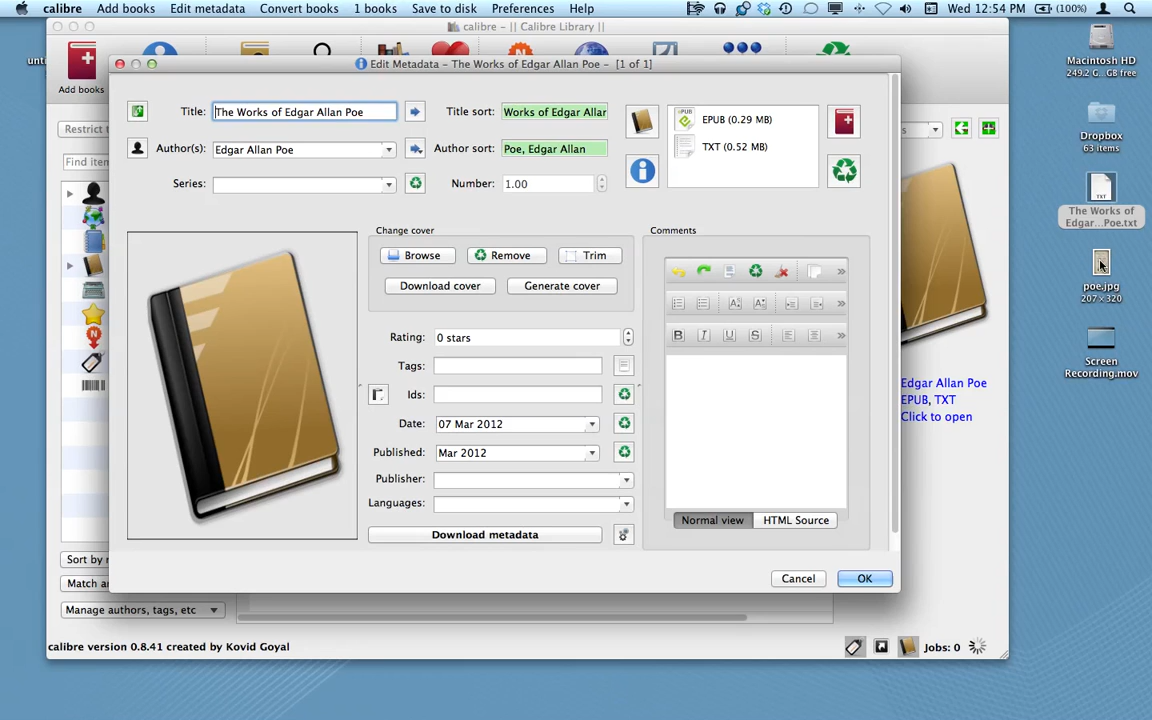 calibre Add books Edit metadata 1 books Save to disk Preferences Help Wed 12:54 PM (100%)
calibre - || Calibre Library ||
Edit Metadata - The Works of Edgar Allan Poe - [1 of 1]
Add books
Macintosh HD
249.2 G...GB free
Title: The Works of Edgar Allan Poe Title sort: Works of Edgar Allar
EPUB (0.29 MB)
TXT (0.52 MB)
Restrict t
Author(s): Edgar Allan Poe Author sort: Poe, Edgar Allan
Dropbox
63 items
Find iten
Series: Number: 1.00
TXT
The Works of
Edgar...Poe.txt
Change cover Comments
Browse Remove Trim
Download cover Generate cover
poe.jpg
207 × 320
Rating: 0 stars
Tags:
Screen
Recording.mov
Ids:
Edgar Allan Poe
EPUB, TXT
Click to open
Date: 07 Mar 2012
Published: Mar 2012
Publisher:
Languages:
Normal view HTML Source
Download metadata
Sort by
Cancel OK
Match
Manage authors, tags, etc
calibre version 0.8.41 created by Kovid Goyal Jobs: 0